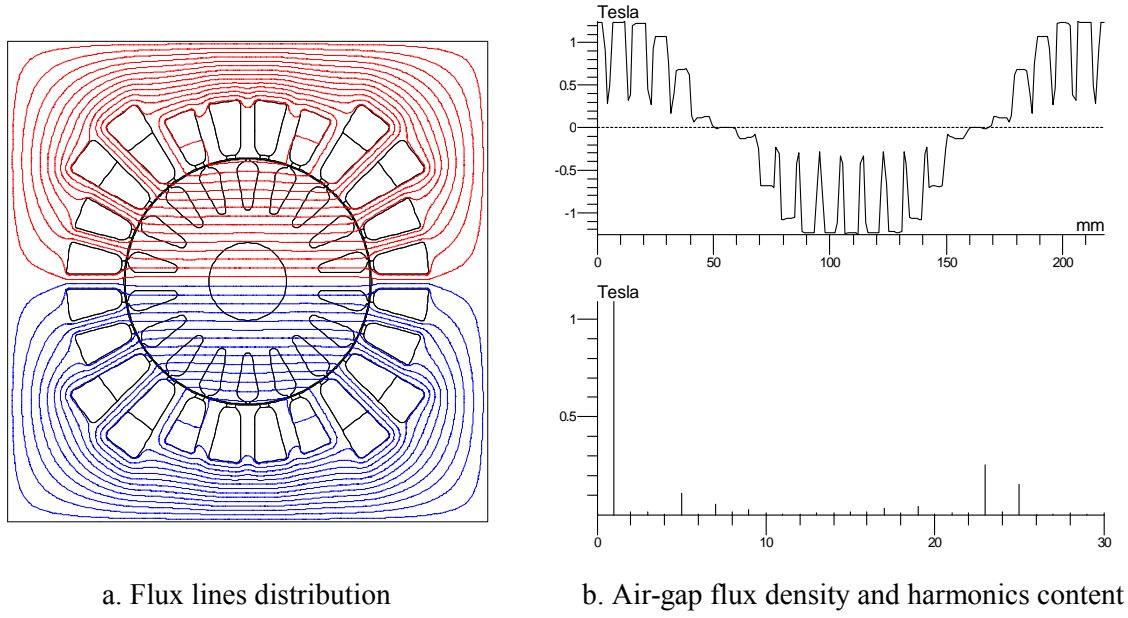 Tesla
1
0.5
0
-0.5
-1
mm
0 50 100 150 200
Tesla
1
0.5
0 10 20 30
a. Flux lines distribution
b. Air-gap flux density and harmonics content